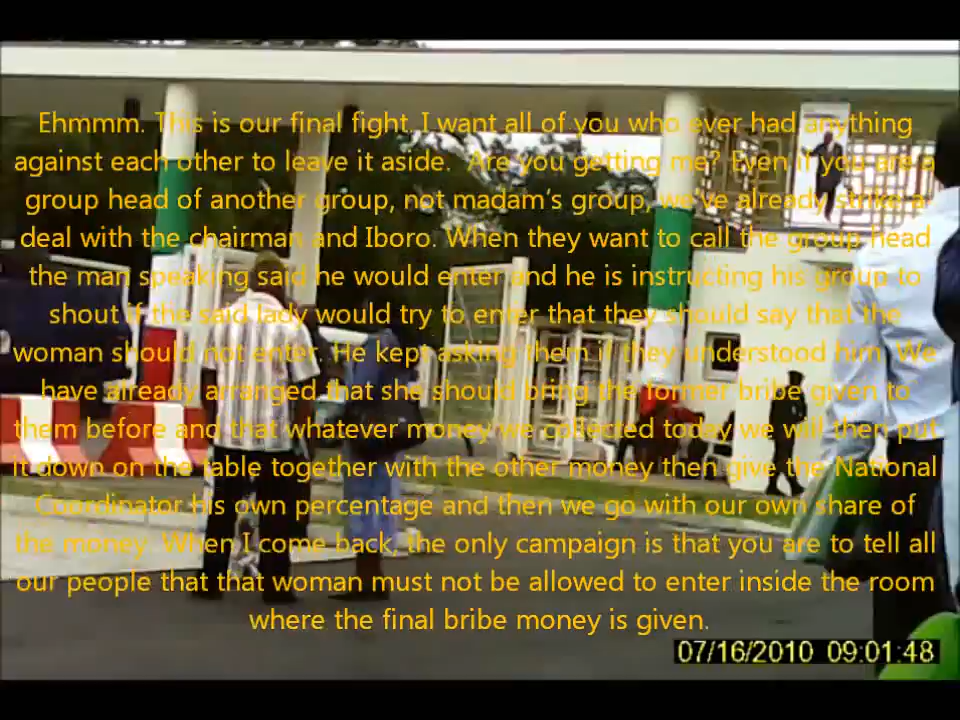 Ehmmm. This is our final fight, I want all of you who ever had anything
against each other to leave it aside. Are you getting me? Even if you are a
group head of another group, not madam's group, we've already strike a
deal with the chairman and Iboro. When they want to call the group head
the man speaking said he would enter and he is instructing his group to
shout if the said lady would try to enter that they should say that the
woman should not enter. He kept asking them if they understood him. We
have already arranged that she should bring the former bribe given to
them before and that whatever money we collected today we will then put
it down on the table together with the other money then give the National
Coordinator his own percentage and then we go with our own share of
the money. When I come back, the only campaign is that you are to tell all
our people that that woman must not be allowed to enter inside the room
where the final bribe money is given.
07/16/2010 09:01:48